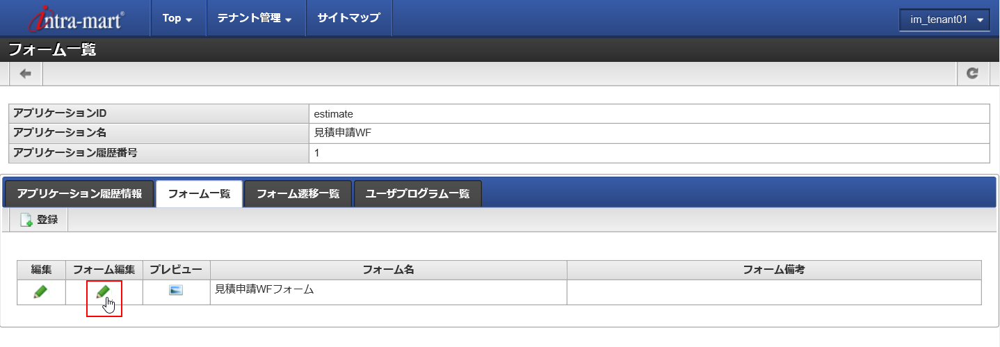 intra-mart® Top テナント管理 サイトマップ im_tenant01
フォーム一覧
アプリケーションID estimate
アプリケーション名 見積申請WF
アプリケーション履歴番号 1
アプリケーション履歴情報 フォーム一覧 フォーム遷移一覧 ユーザプログラム一覧
登録
編集 フォーム編集 プレビュー フォーム名 フォーム備考
見積申請WFフォーム